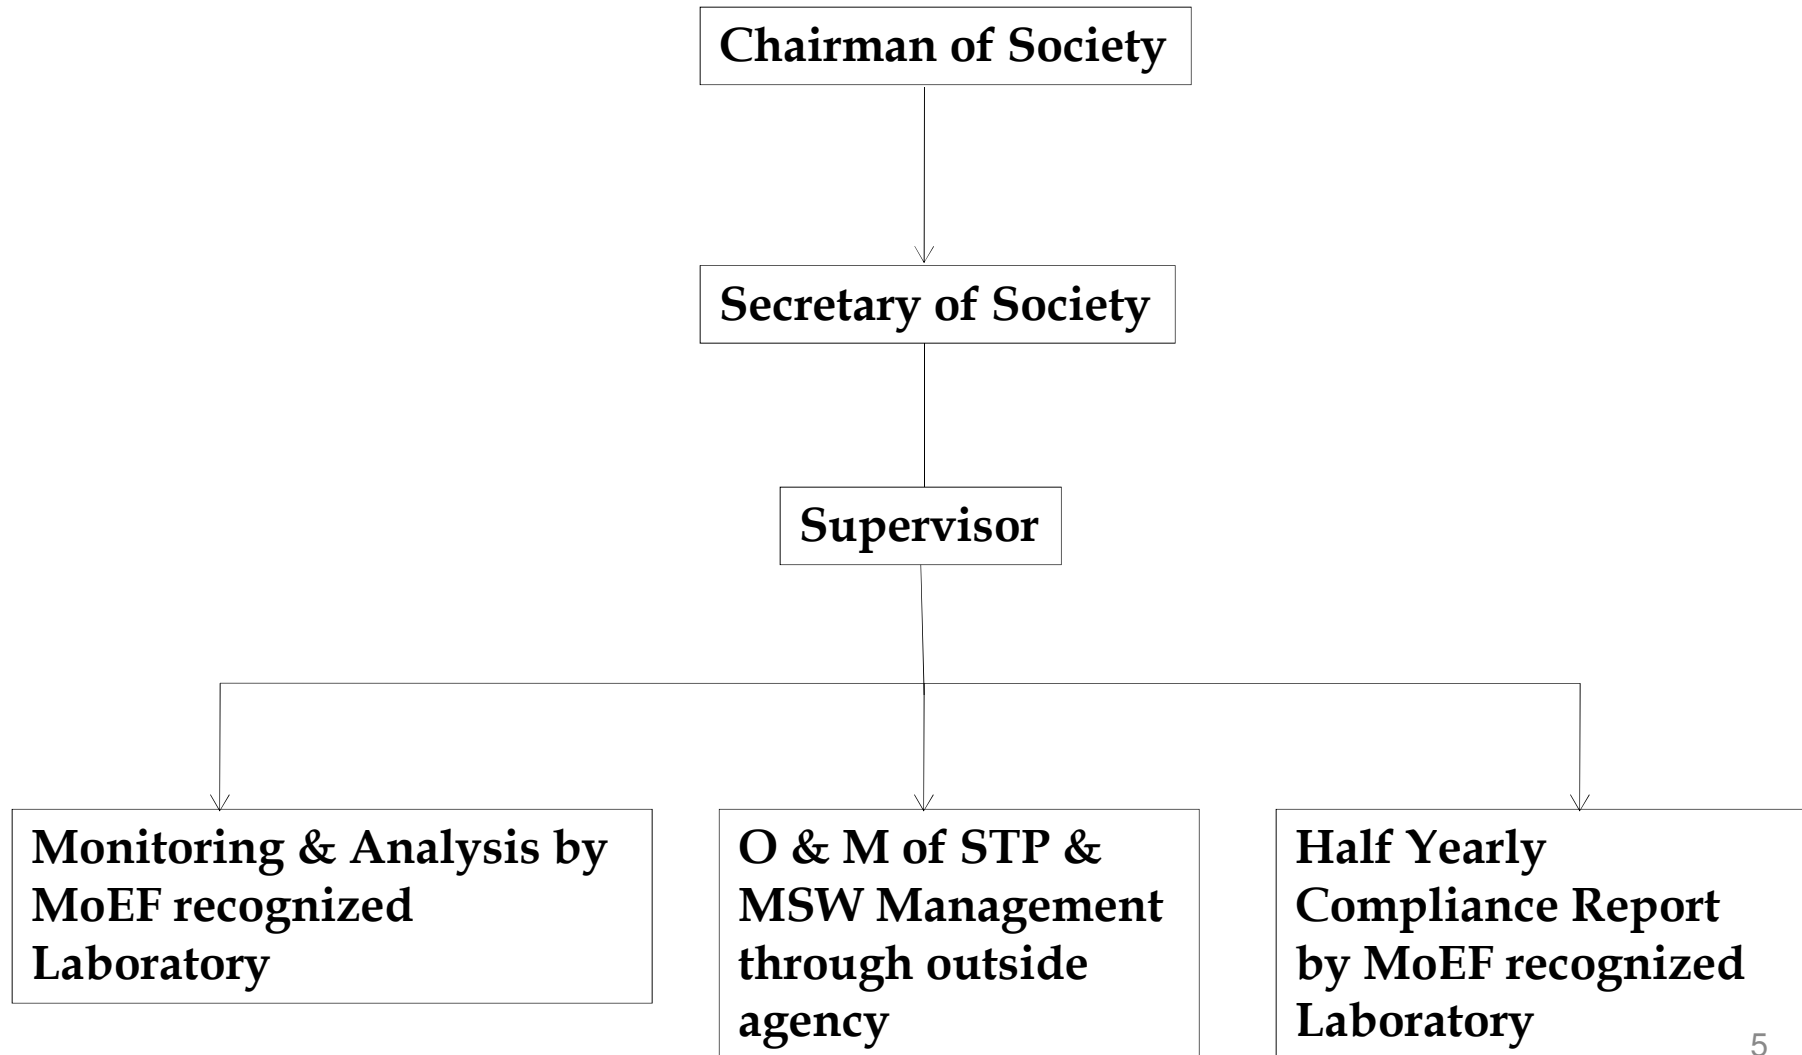 Chairman of Society
Secretary of Society
Supervisor
Monitoring & Analysis by
MoEF recognized
Laboratory
O & M of STP &
MSW Management
through outside
agency
Half Yearly
Compliance Report
by MoEF recognized
Laboratory
5